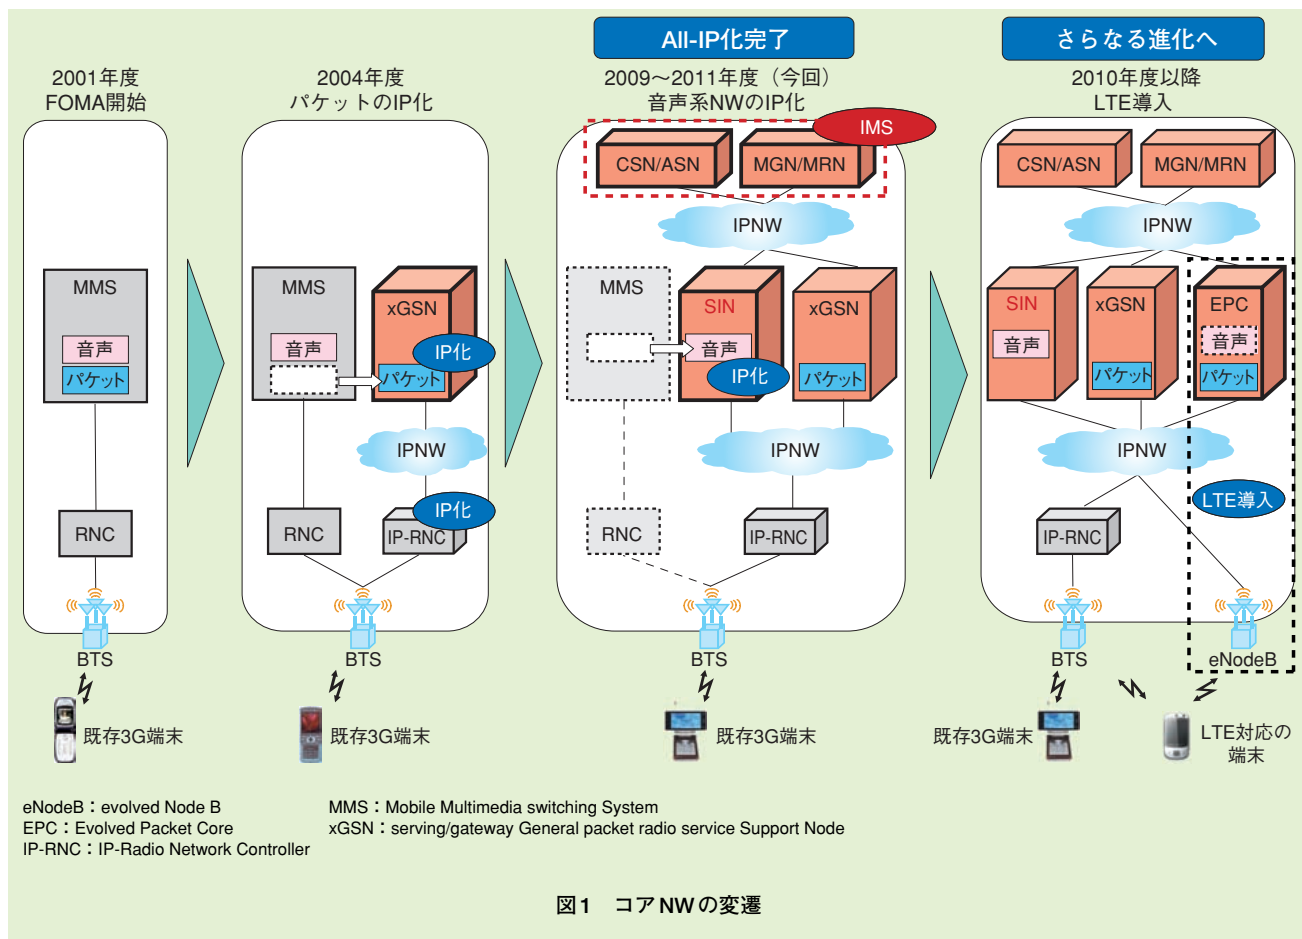 All-IP化完了
さらなる進化へ
2001年度
FOMA開始
2004年度
パケットのIP化
2009〜2011年度（今回）
音声系NWのIP化
2010年度以降
LTE導入
MMS
音声
パケット
RNC
BTS
既存3G端末
MMS
音声
xGSN
IP化
パケット
IPNW
IP化
RNC
IP-RNC
BTS
既存3G端末
IMS
CSN/ASN
MGN/MRN
IPNW
MMS
SIN
音声
IP化
xGSN
パケット
IPNW
RNC
IP-RNC
BTS
既存3G端末
CSN/ASN
MGN/MRN
IPNW
SIN
音声
xGSN
パケット
EPC
音声
パケット
IPNW
LTE導入
IP-RNC
BTS
eNodeB
既存3G端末
LTE対応の
端末
eNodeB：evolved Node B
EPC：Evolved Packet Core
IP-RNC：IP-Radio Network Controller
MMS：Mobile Multimedia switching System
xGSN：serving/gateway General packet radio service Support Node
図1　コアNWの変遷